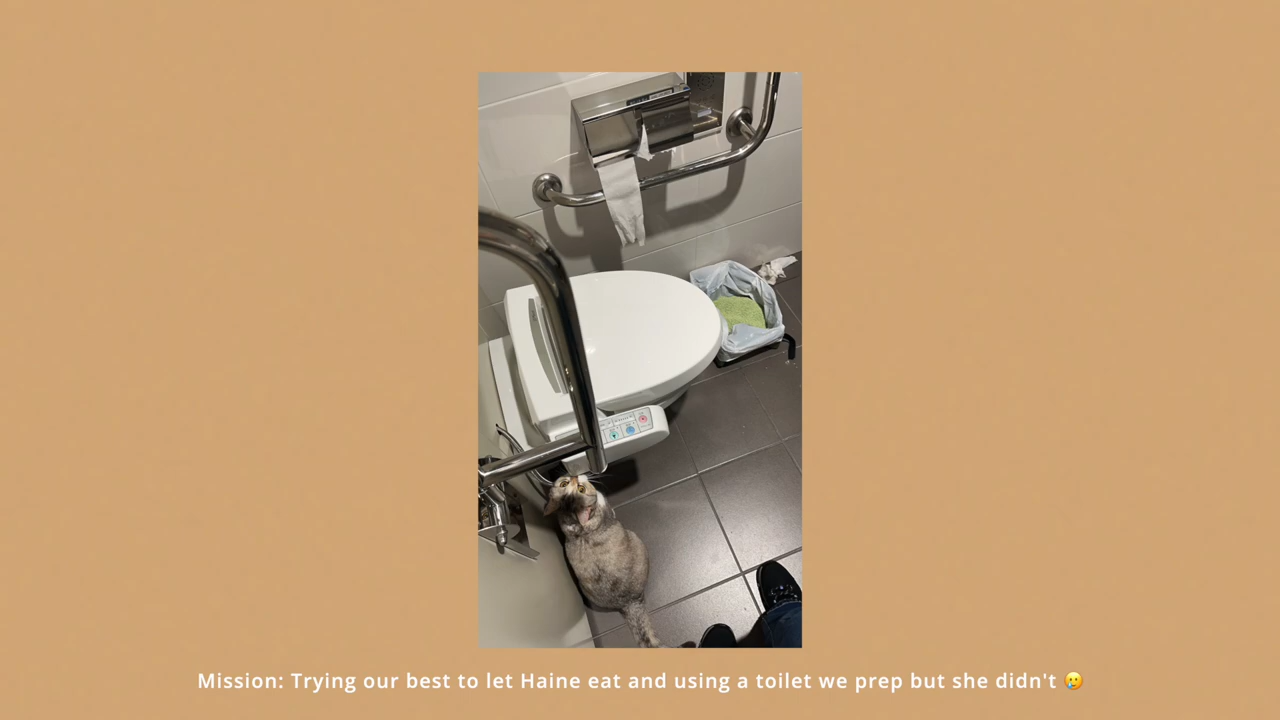 Mission: Trying our best to let Haine eat and using a toilet we prep but she didn't 🥲